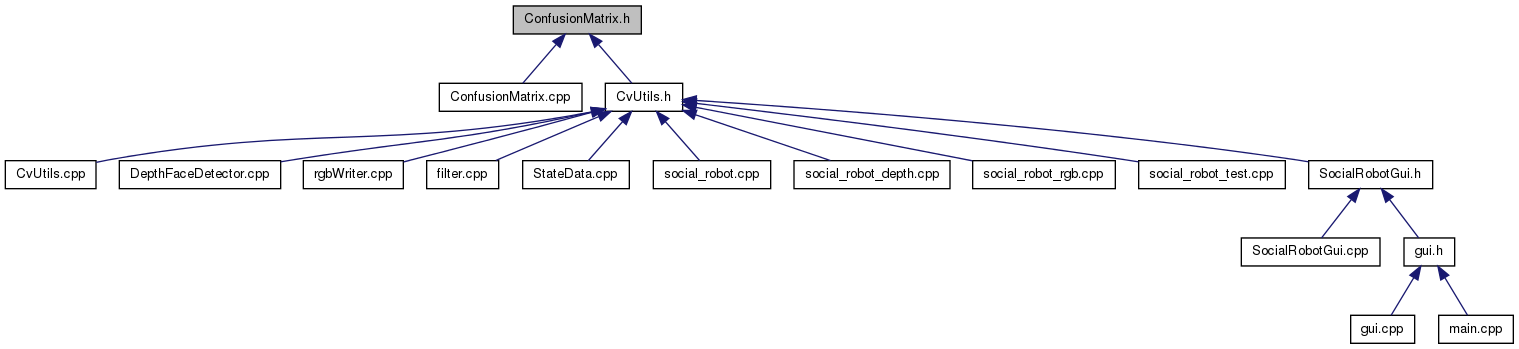 ConfusionMatrix.h
ConfusionMatrix.cpp
CvUtils.h
CvUtils.cpp
DepthFaceDetector.cpp
rgbWriter.cpp
filter.cpp
StateData.cpp
social_robot.cpp
social_robot_depth.cpp
social_robot_rgb.cpp
social_robot_test.cpp
SocialRobotGui.h
SocialRobotGui.cpp
gui.h
gui.cpp
main.cpp